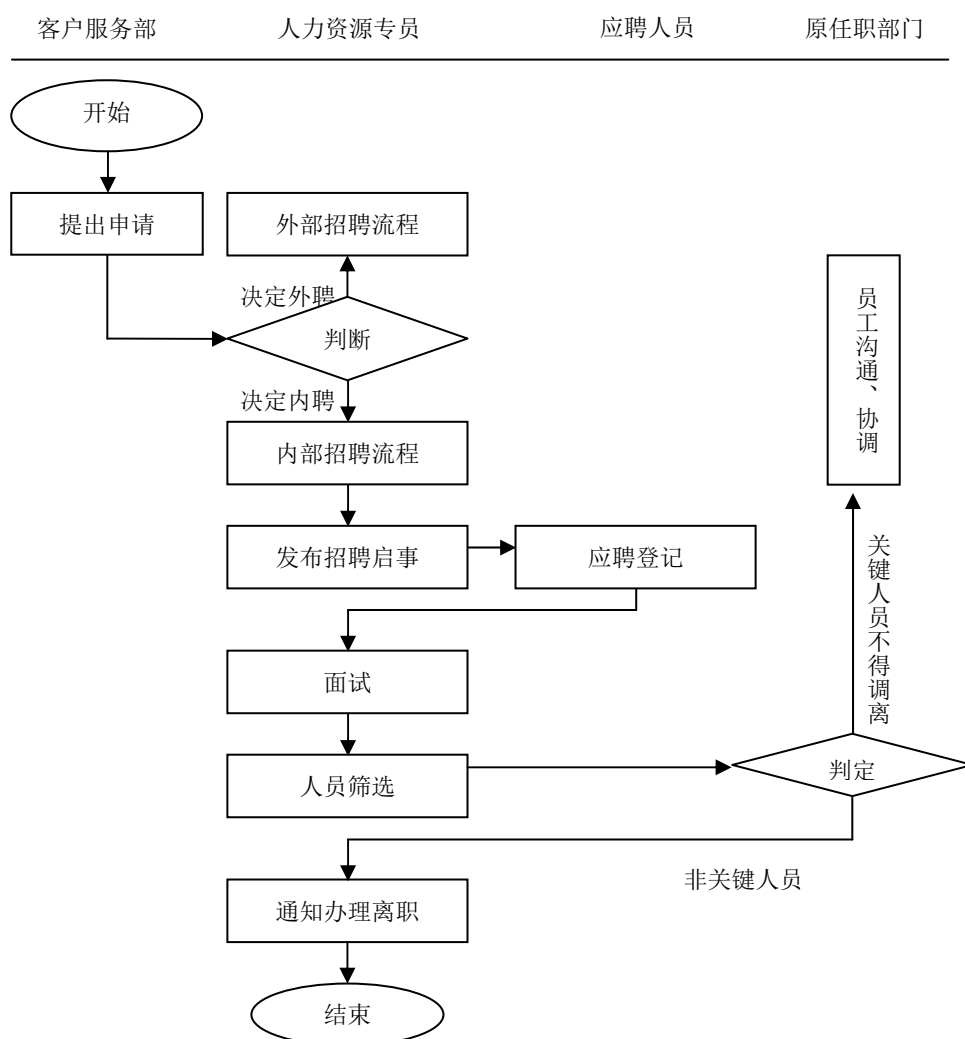 客户服务部
人力资源专员
应聘人员
原任职部门
开始
提出申请
外部招聘流程
决定外聘
判断
决定内聘
内部招聘流程
发布招聘启事
应聘登记
面试
人员筛选
判定
员工沟通、协调
关键人员不得调离
非关键人员
通知办理离职
结束